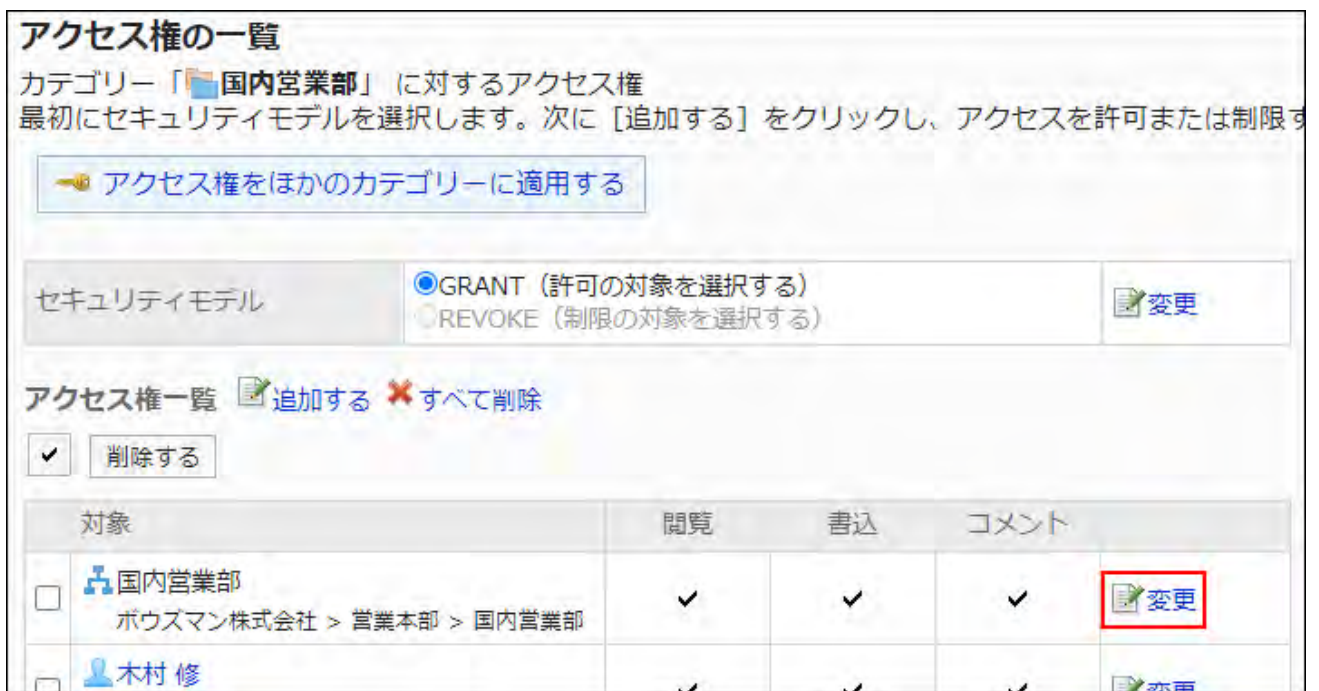 アクセス権の一覧
カテゴリー「国内営業部」 に対するアクセス権
最初にセキュリティモデルを選択します。次に [追加する] をクリックし、アクセスを許可または制限す
アクセス権をほかのカテゴリーに適用する
セキュリティモデル
GRANT(許可の対象を選択する)
REVOKE(制限の対象を選択する)
変更
アクセス権一覧 追加する すべて削除
削除する
対象 閲覧 書込 コメント
国内営業部
ボウズマン株式会社 > 営業本部 > 国内営業部
変更
木村 修
変更